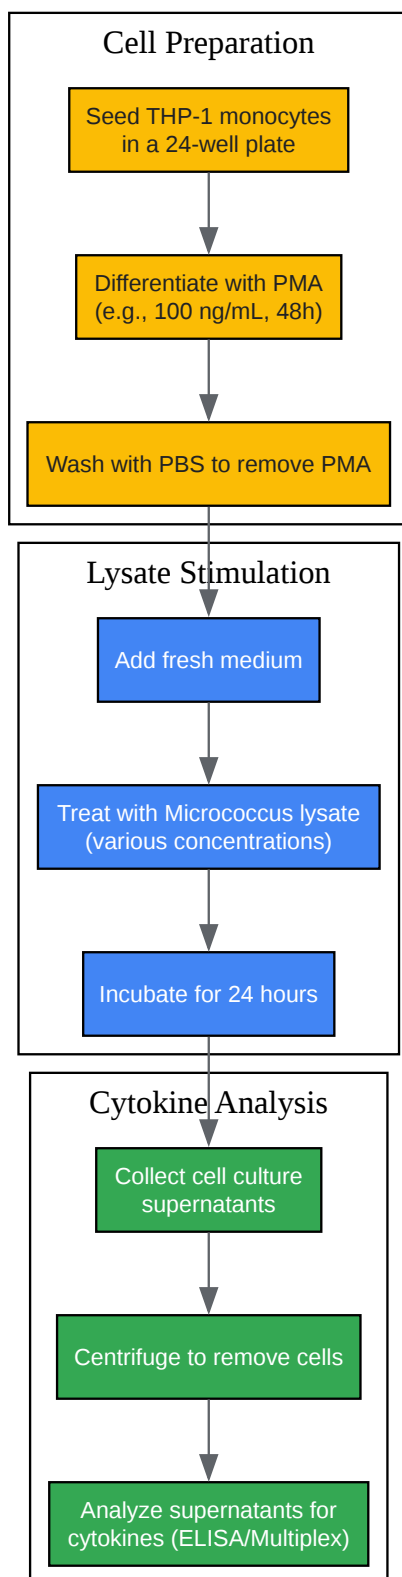 Cell Preparation
Seed THP-1 monocytes
in a 24-well plate
Differentiate with PMA
(e.g., 100 ng/mL, 48h)
Wash with PBS to remove PMA
Lysate Stimulation
Add fresh medium
Treat with Micrococcus lysate
(various concentrations)
Incubate for 24 hours
Cytokine Analysis
Collect cell culture
supernatants
Centrifuge to remove cells
Analyze supernatants for
cytokines (ELISA/Multiplex)